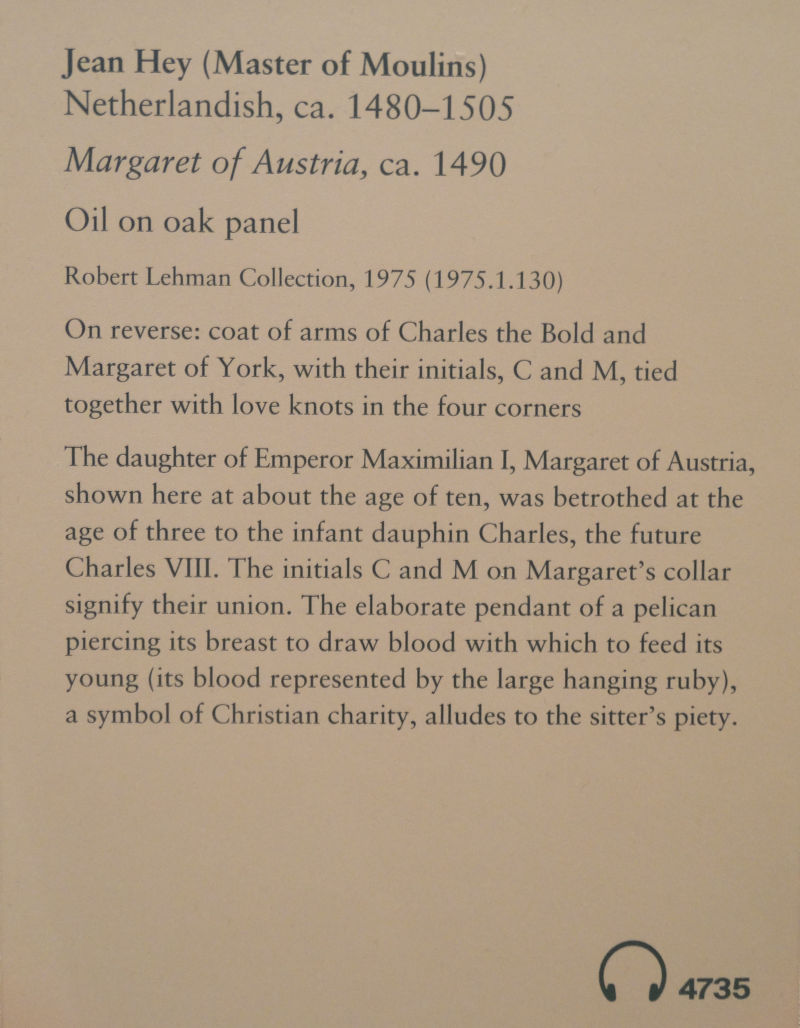 Jean Hey (Master of Moulins)
Netherlandish, ca. 1480–1505
Margaret of Austria, ca. 1490
Oil on oak panel
Robert Lehman Collection, 1975 (1975.1.130)
On reverse: coat of arms of Charles the Bold and
Margaret of York, with their initials, C and M, tied
together with love knots in the four corners
The daughter of Emperor Maximilian I, Margaret of Austria,
shown here at about the age of ten, was betrothed at the
age of three to the infant dauphin Charles, the future
Charles VIII. The initials C and M on Margaret’s collar
signify their union. The elaborate pendant of a pelican
piercing its breast to draw blood with which to feed its
young (its blood represented by the large hanging ruby),
a symbol of Christian charity, alludes to the sitter’s piety.
4735